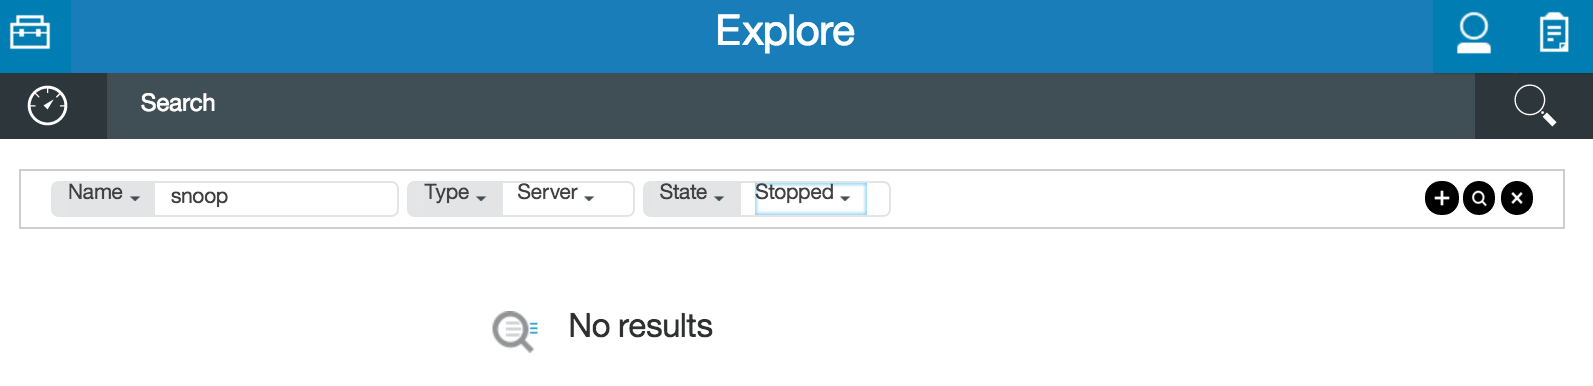 Explore
Search
Name snoop Type Server State Stopped
No results